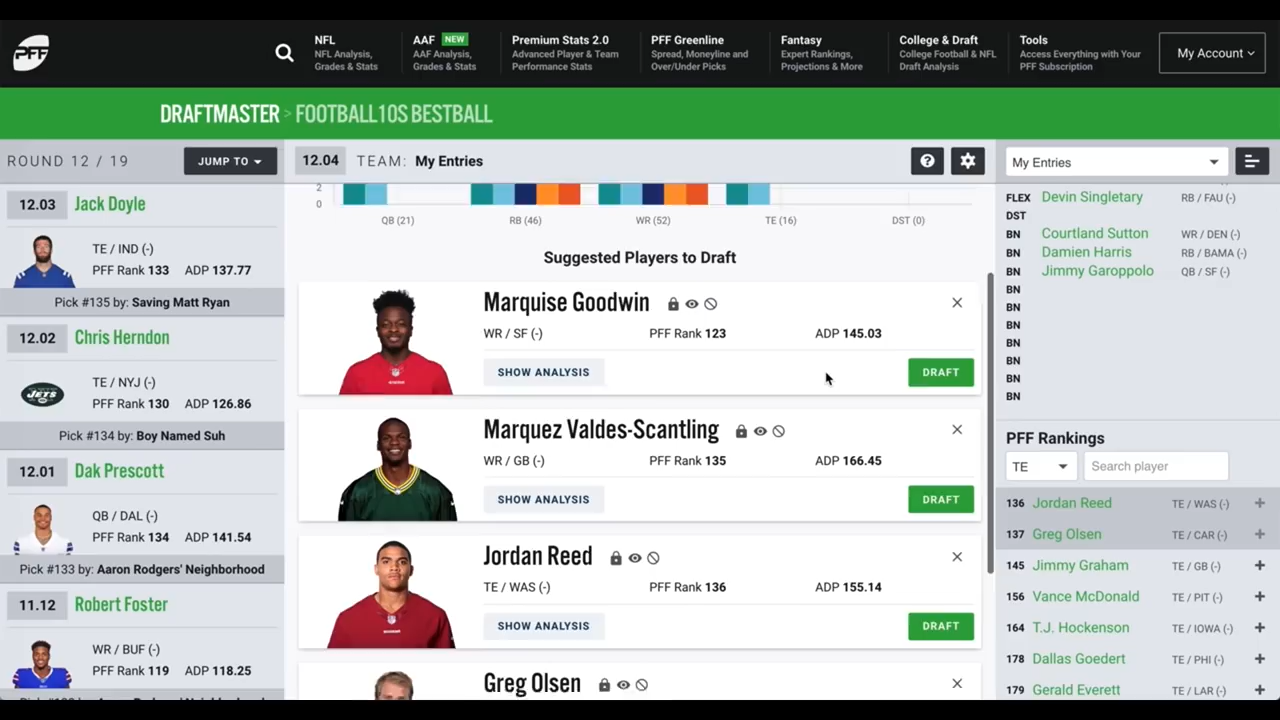 PFF
NFL
NFL Analysis,
Grades & Stats
AAF NEW
AAF Analysis,
Grades & Stats
Premium Stats 2.0
Advanced Player & Team
Performance Stats
PFF Greenline
Spread, Moneyline and
Over/Under Picks
Fantasy
Expert Rankings,
Projections & More
College & Draft
College Football & NFL
Draft Analysis
Tools
Access Everything with Your
PFF Subscription
My Account
DRAFTMASTER > FOOTBALL10S BESTBALL
ROUND 12 / 19
JUMP TO
12.03 Jack Doyle
TE / IND (-)
PFF Rank 133 ADP 137.77
Pick #135 by: Saving Matt Ryan
12.02 Chris Herndon
JETS
TE / NYJ (-)
PFF Rank 130 ADP 126.86
Pick #134 by: Boy Named Suh
12.01 Dak Prescott
QB / DAL (-)
PFF Rank 134 ADP 141.54
Pick #133 by: Aaron Rodgers' Neighborhood
11.12 Robert Foster
WR / BUF (-)
PFF Rank 119 ADP 118.25
12.04 TEAM: My Entries
2
0
QB (21) RB (46) WR (52) TE (16) DST (0)
Suggested Players to Draft
Marquise Goodwin
WR / SF (-) PFF Rank 123 ADP 145.03
SHOW ANALYSIS DRAFT
Marquez Valdes-Scantling
WR / GB (-) PFF Rank 135 ADP 166.45
SHOW ANALYSIS DRAFT
Jordan Reed
TE / WAS (-) PFF Rank 136 ADP 155.14
SHOW ANALYSIS DRAFT
Greg Olsen
My Entries
FLEX Devin Singletary RB / FAU (-)
DST
BN Courtland Sutton WR / DEN (-)
BN Damien Harris RB / BAMA (-)
BN Jimmy Garoppolo QB / SF (-)
BN
BN
BN
BN
BN
BN
BN
PFF Rankings
TE Search player
136 Jordan Reed TE / WAS (-) +
137 Greg Olsen TE / CAR (-) +
145 Jimmy Graham TE / GB (-) +
156 Vance McDonald TE / PIT (-) +
164 T.J. Hockenson TE / IOWA (-) +
178 Dallas Goedert TE / PHI (-) +
179 Gerald Everett TE / LAR (-) +